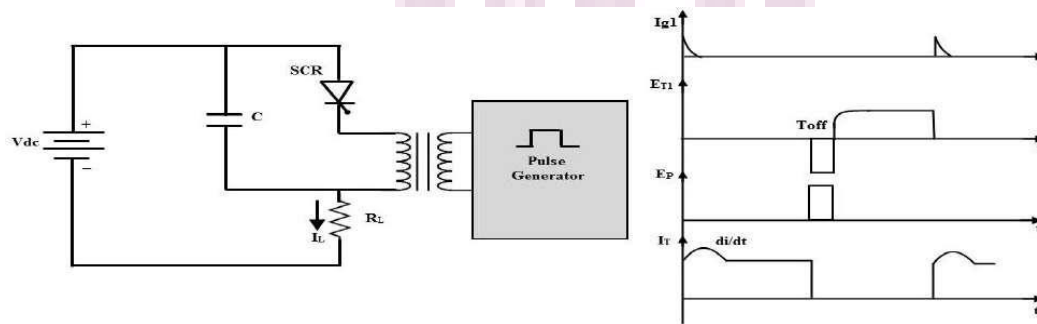 SCR
C
Vdc
+
−
Pulse
Generator
RL
IL
Ig1
ET1
Toff
EP
IT
di/dt
t